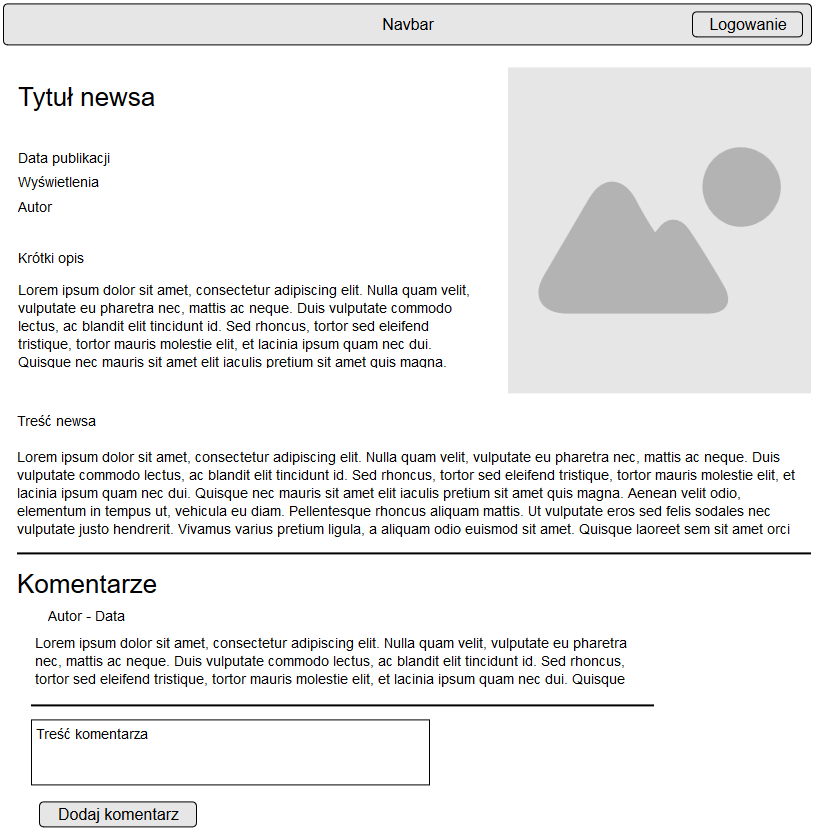 Navbar
Logowanie
Tytuł newsa
Data publikacji
Wyświetlenia
Autor
Krótki opis
Lorem ipsum dolor sit amet, consectetur adipiscing elit. Nulla quam velit,
vulputate eu pharetra nec, mattis ac neque. Duis vulputate commodo
lectus, ac blandit elit tincidunt id. Sed rhoncus, tortor sed eleifend
tristique, tortor mauris molestie elit, et lacinia ipsum quam nec dui.
Quisque nec mauris sit amet elit iaculis pretium sit amet quis magna.
Treść newsa
Lorem ipsum dolor sit amet, consectetur adipiscing elit. Nulla quam velit, vulputate eu pharetra nec, mattis ac neque. Duis
vulputate commodo lectus, ac blandit elit tincidunt id. Sed rhoncus, tortor sed eleifend tristique, tortor mauris molestie elit, et
lacinia ipsum quam nec dui. Quisque nec mauris sit amet elit iaculis pretium sit amet quis magna. Aenean velit odio,
elementum in tempus ut, vehicula eu diam. Pellentesque rhoncus aliquam mattis. Ut vulputate eros sed felis sodales nec
vulputate justo hendrerit. Vivamus varius pretium ligula, a aliquam odio euismod sit amet. Quisque laoreet sem sit amet orci
Komentarze
Autor - Data
Lorem ipsum dolor sit amet, consectetur adipiscing elit. Nulla quam velit, vulputate eu pharetra
nec, mattis ac neque. Duis vulputate commodo lectus, ac blandit elit tincidunt id. Sed rhoncus,
tortor sed eleifend tristique, tortor mauris molestie elit, et lacinia ipsum quam nec dui. Quisque
Treść komentarza
Dodaj komentarz